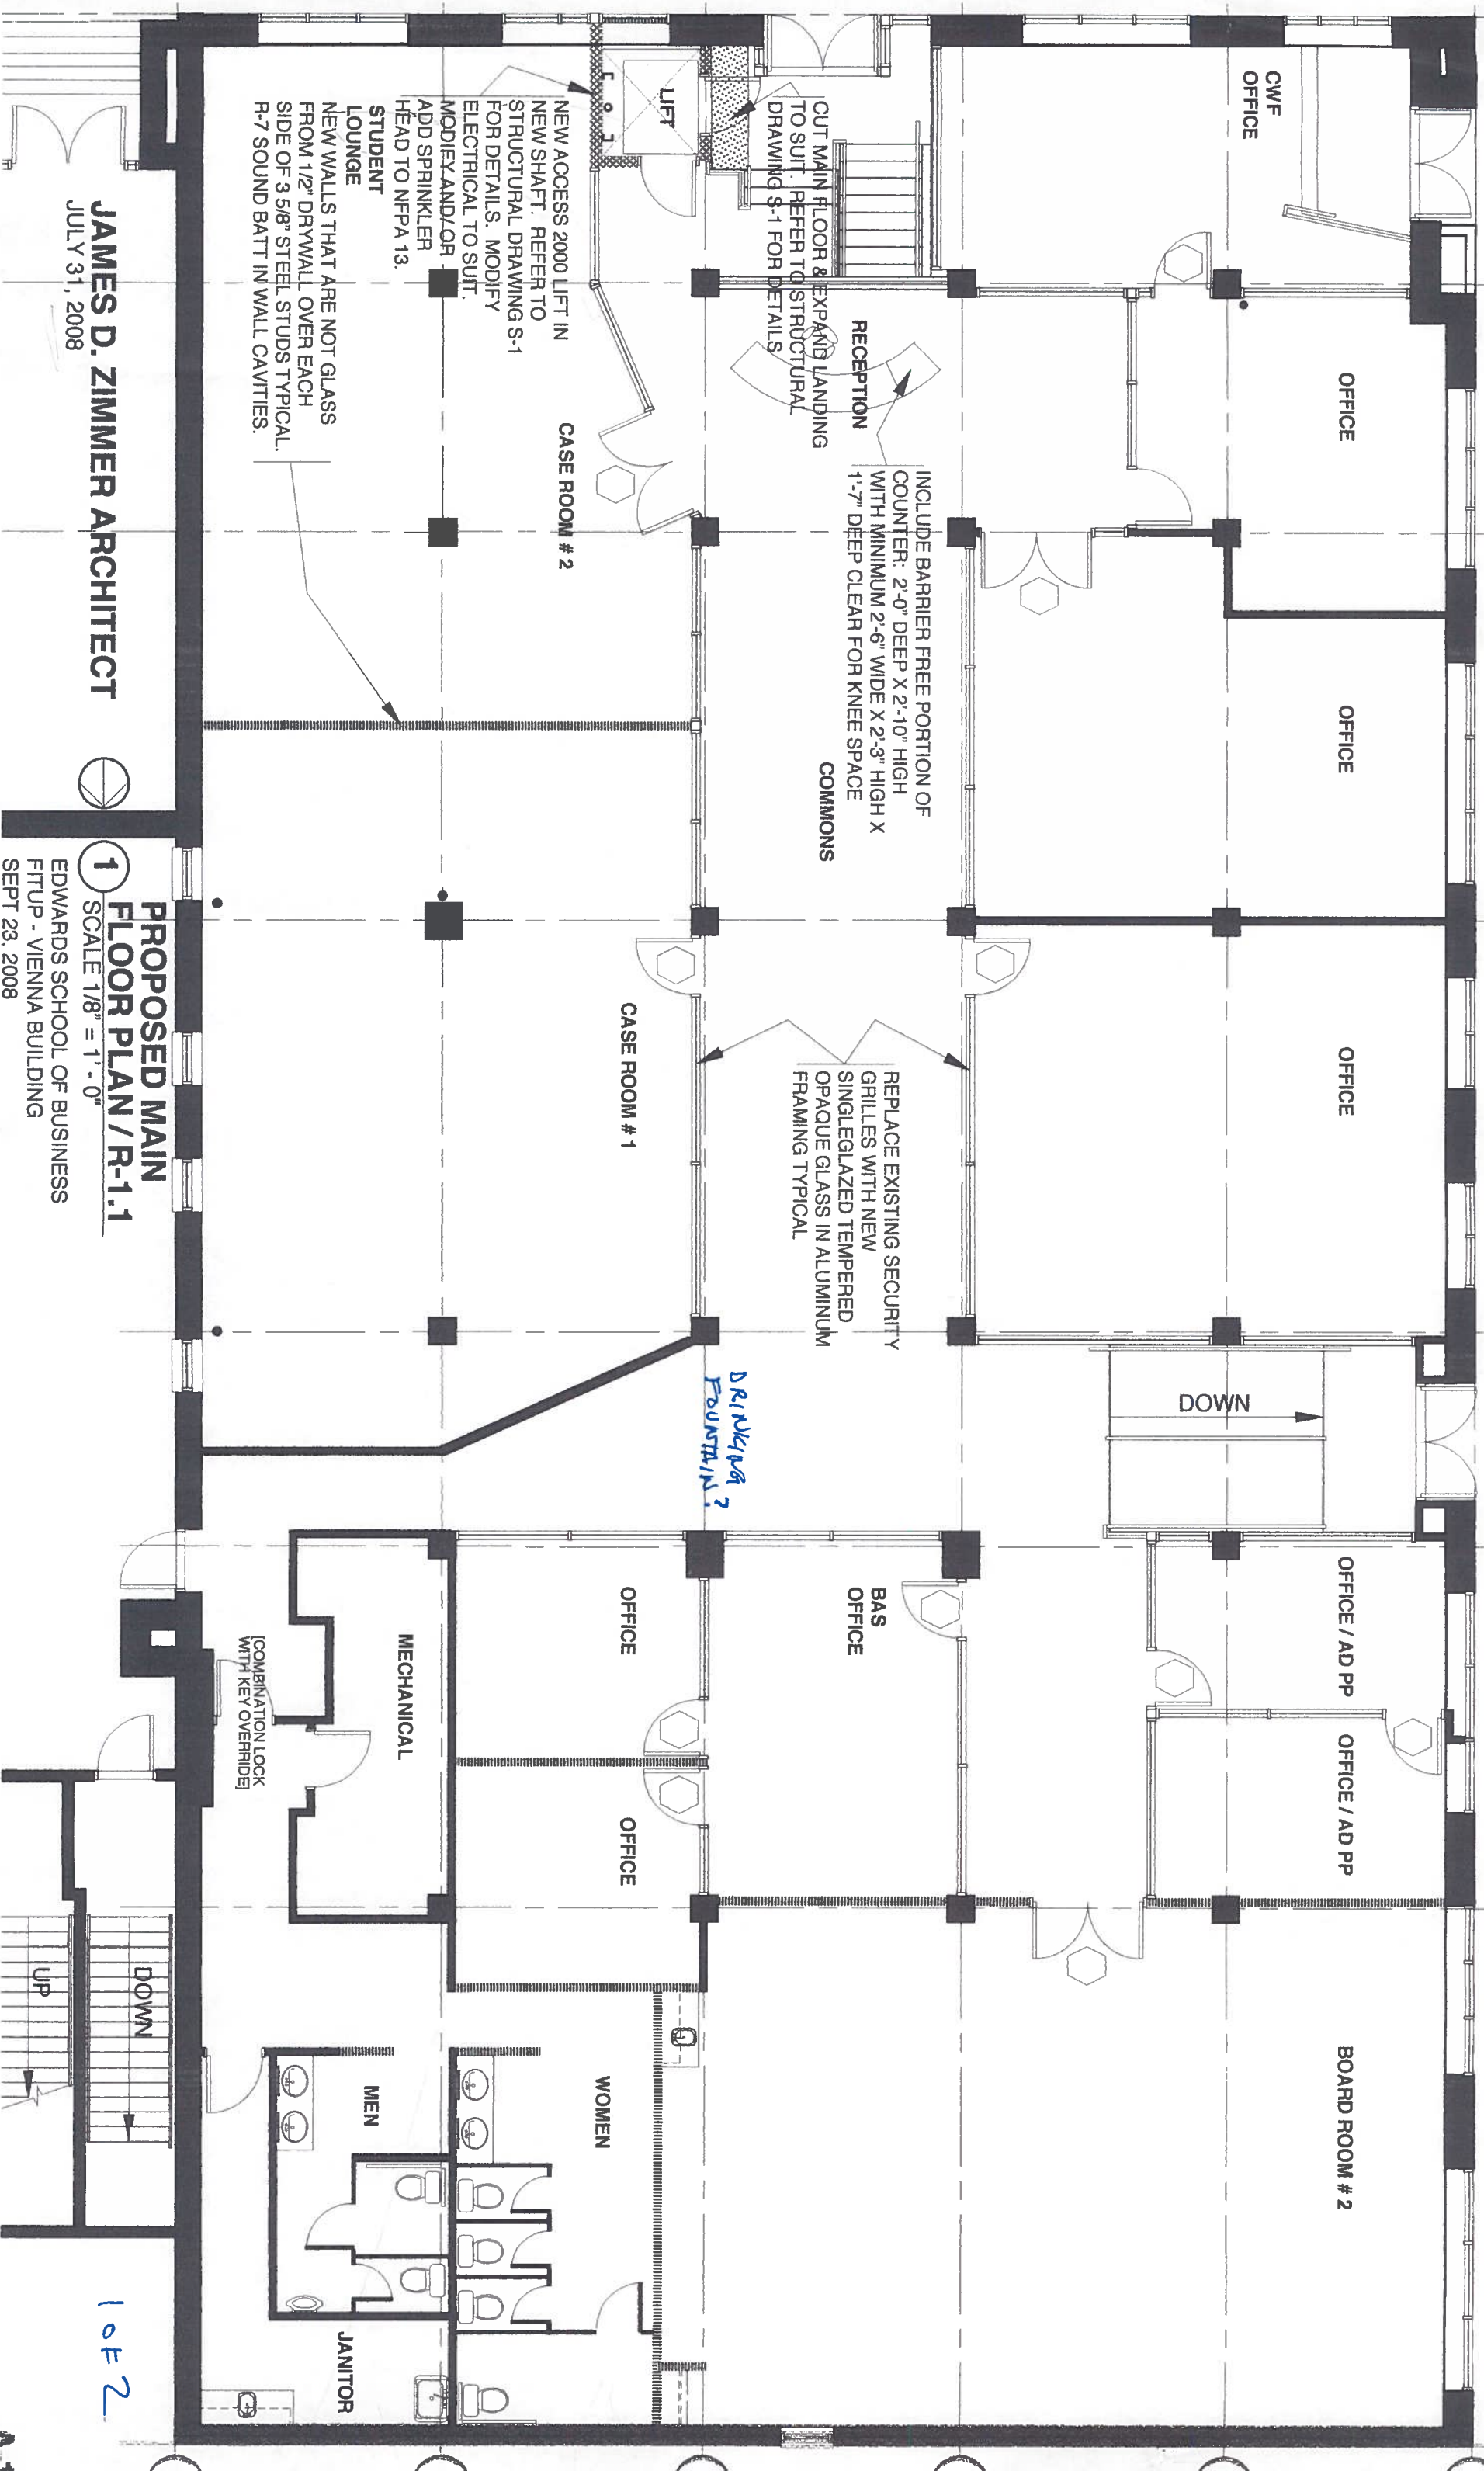 CWF
OFFICE
OFFICE
OFFICE
OFFICE
DOWN
OFFICE / AD PP
OFFICE / AD PP
BOARD ROOM # 2
LIFT
CUT MAIN FLOOR & EXPAND LANDING
TO SUIT. REFER TO STRUCTURAL
DRAWING S-1 FOR DETAILS
RECEPTION
INCLUDE BARRIER FREE PORTION OF
COUNTER: 2'-0" DEEP X 2'-10" HIGH
WITH MINIMUM 2'-6" WIDE X 2'-3" HIGH X
1'-7" DEEP CLEAR FOR KNEE SPACE
COMMONS
REPLACE EXISTING SECURITY
GRILLES WITH NEW
SINGLEGLAZED TEMPERED
OPAQUE GLASS IN ALUMINUM
FRAMING TYPICAL
DRINKING
FOUNTAIN?
BAS
OFFICE
NEW ACCESS 2000 LIFT IN
NEW SHAFT. REFER TO
STRUCTURAL DRAWING S-1
FOR DETAILS. MODIFY
ELECTRICAL TO SUIT.
MODIFY AND/OR
ADD SPRINKLER
HEAD TO NFPA 13.
CASE ROOM # 2
CASE ROOM # 1
OFFICE
OFFICE
WOMEN
STUDENT
LOUNGE
NEW WALLS THAT ARE NOT GLASS
FROM 1/2" DRYWALL OVER EACH
SIDE OF 3 5/8" STEEL STUDS TYPICAL.
R-7 SOUND BATT IN WALL CAVITIES.
MECHANICAL
[COMBINATION LOCK
WITH KEY OVERRIDE]
MEN
JANITOR
JAMES D. ZIMMER ARCHITECT
JULY 31, 2008
1
PROPOSED MAIN
FLOOR PLAN / R-1.1
SCALE 1/8" = 1' - 0"
EDWARDS SCHOOL OF BUSINESS
FITUP - VIENNA BUILDING
SEPT 23, 2008
DOWN
UP
1 OF 2